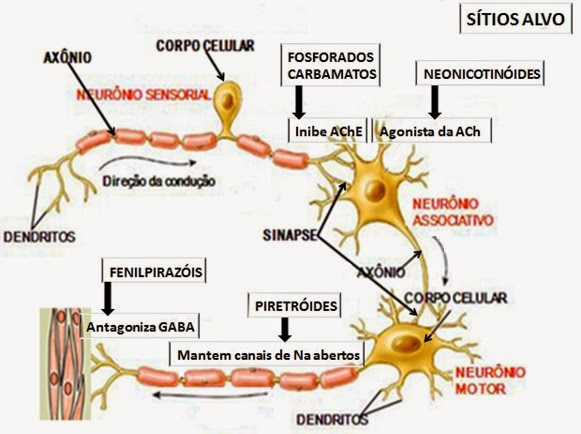 SÍTIOS ALVO
CORPO CELULAR
AXÔNIO
FOSFORADOS
CARBAMATOS
NEONICOTINÓIDES
NEURÔNIO SENSORIAL
Inibe AChE
Agonista da ACh
Direção da condução
NEURÔNIO
ASSOCIATIVO
DENDRITOS
SINAPSE
AXÔNIO
FENILPIRAZÓIS
PIRETRÓIDES
CORPO CELULAR
Antagoniza GABA
Mantem canais de Na abertos
NEURÔNIO
MOTOR
DENDRITOS